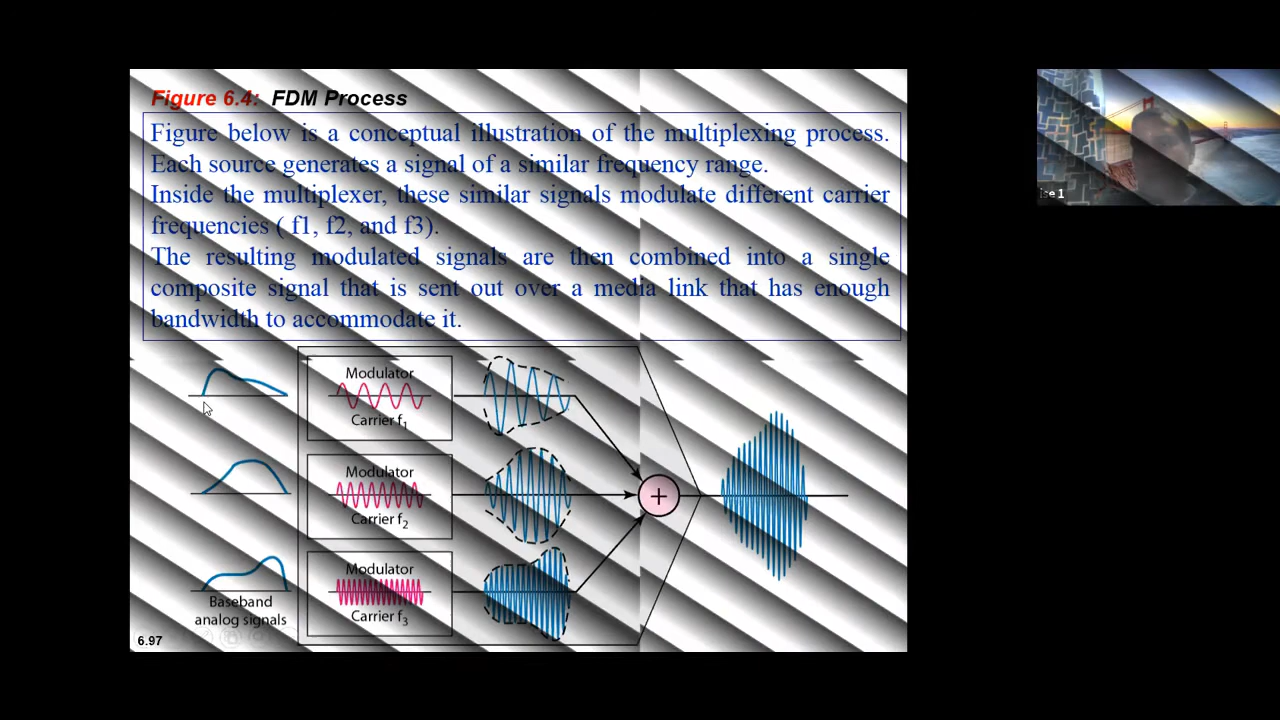 Figure 6.4: FDM Process
Figure below is a conceptual illustration of the multiplexing process.
Each source generates a signal of a similar frequency range.
Inside the multiplexer, these similar signals modulate different carrier
frequencies ( f1, f2, and f3).
The resulting modulated signals are then combined into a single
composite signal that is sent out over a media link that has enough
bandwidth to accommodate it.
Modulator
Carrier f1
Modulator
Carrier f2
+
Modulator
Carrier f3
Baseband
analog signals
6.97
ise 1